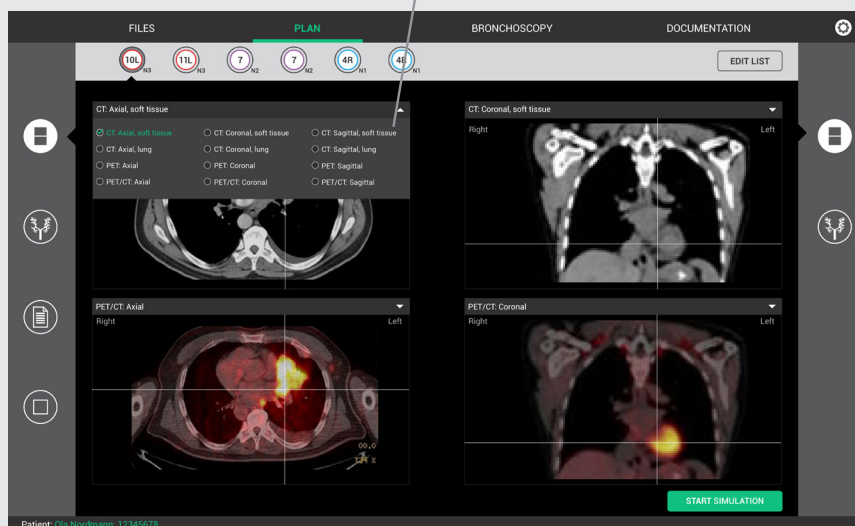 FILES PLAN BRONCHOSCOPY DOCUMENTATION
10L N3 11L N3 7 N2 7 N2 4R N1 4R N1 EDIT LIST
CT: Axial, soft tissue
CT: Axial, soft tissue CT: Coronal, soft tissue CT: Sagittal, soft tissue
CT: Axial, lung CT: Coronal, lung CT: Sagittal, lung
PET: Axial PET: Coronal PET: Sagittal
PET/CT: Axial PET/CT: Coronal PET/CT: Sagittal
CT: Coronal, soft tissue
Right Left
PET/CT: Axial
Right Left
00.0
PET/CT: Coronal
Right Left
START SIMULATION
Patient: Ola Nordmann: 12345678